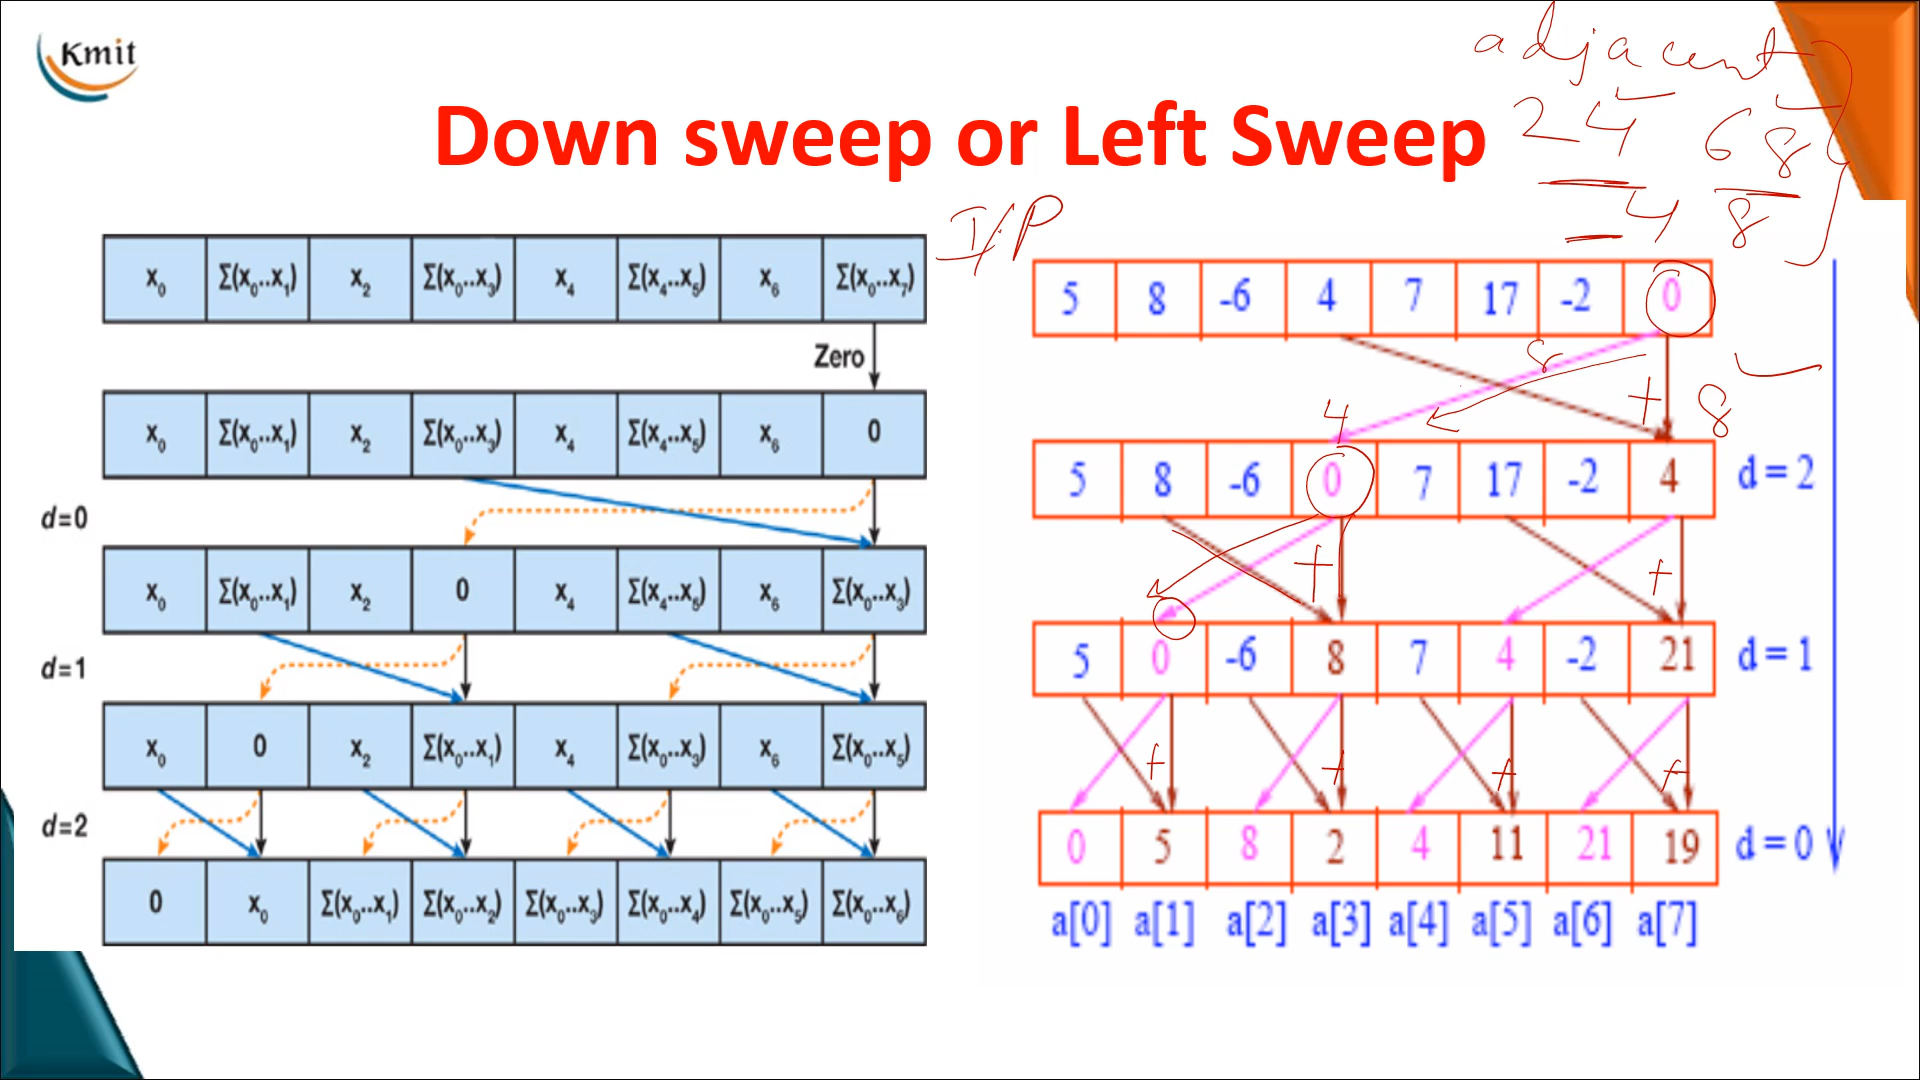 Kmit
adjacent
Down sweep or Left Sweep
2 4 6 8
4 8
I/P
x₀ Σ(x₀..x₁) x₂ Σ(x₀..x₃) x₄ Σ(x₄..x₅) x₆ Σ(x₀..x₇)
Zero
x₀ Σ(x₀..x₁) x₂ Σ(x₀..x₃) x₄ Σ(x₄..x₅) x₆ 0
d=0
x₀ Σ(x₀..x₁) x₂ 0 x₄ Σ(x₄..x₅) x₆ Σ(x₀..x₃)
d=1
x₀ 0 x₂ Σ(x₀..x₁) x₄ Σ(x₀..x₃) x₆ Σ(x₀..x₅)
d=2
0 x₀ Σ(x₀..x₁) Σ(x₀..x₂) Σ(x₀..x₃) Σ(x₀..x₄) Σ(x₀..x₅) Σ(x₀..x₆)
5 8 -6 4 7 17 -2 0
8
4 + 8
5 8 -6 0 7 17 -2 4 d = 2
+ +
5 0 -6 8 7 4 -2 21 d = 1
+ + + +
0 5 8 2 4 11 21 19 d = 0
a[0] a[1] a[2] a[3] a[4] a[5] a[6] a[7]